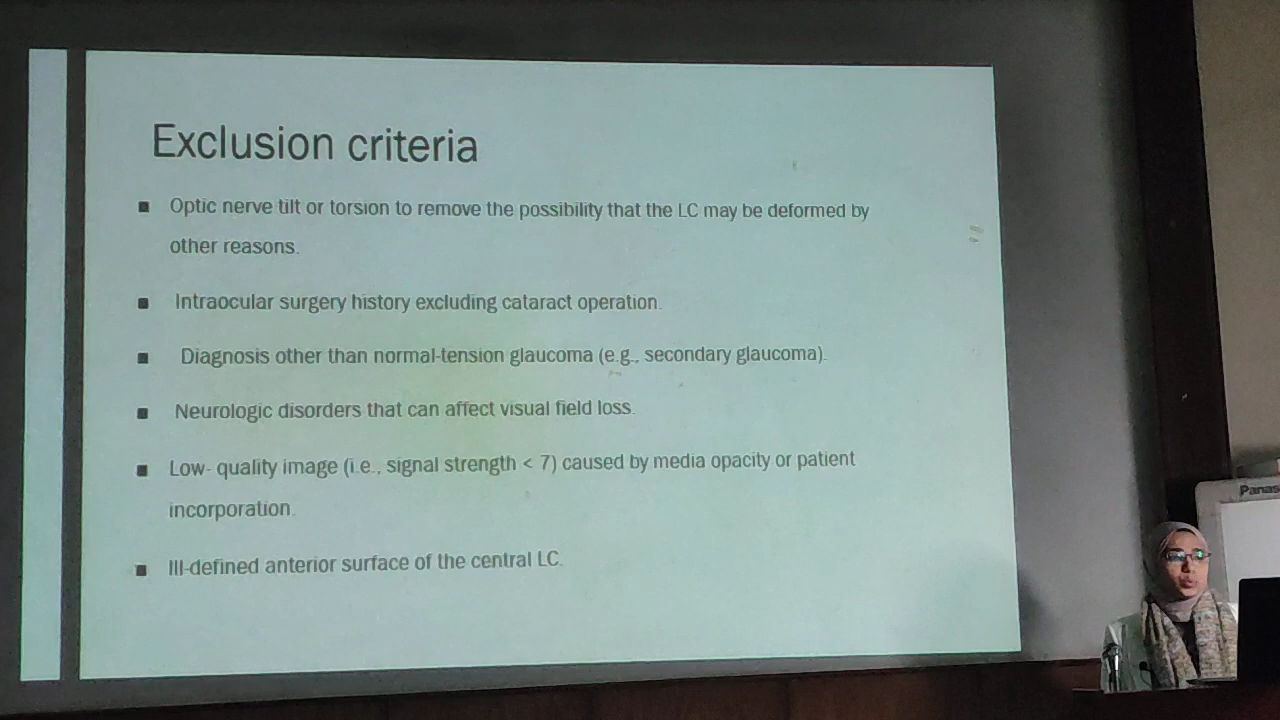 Exclusion criteria
■ Optic nerve tilt or torsion to remove the possibility that the LC may be deformed by
other reasons.
■ Intraocular surgery history excluding cataract operation.
■ Diagnosis other than normal-tension glaucoma (e.g., secondary glaucoma).
■ Neurologic disorders that can affect visual field loss.
■ Low- quality image (i.e., signal strength < 7) caused by media opacity or patient
incorporation.
■ Ill-defined anterior surface of the central LC.
Panas